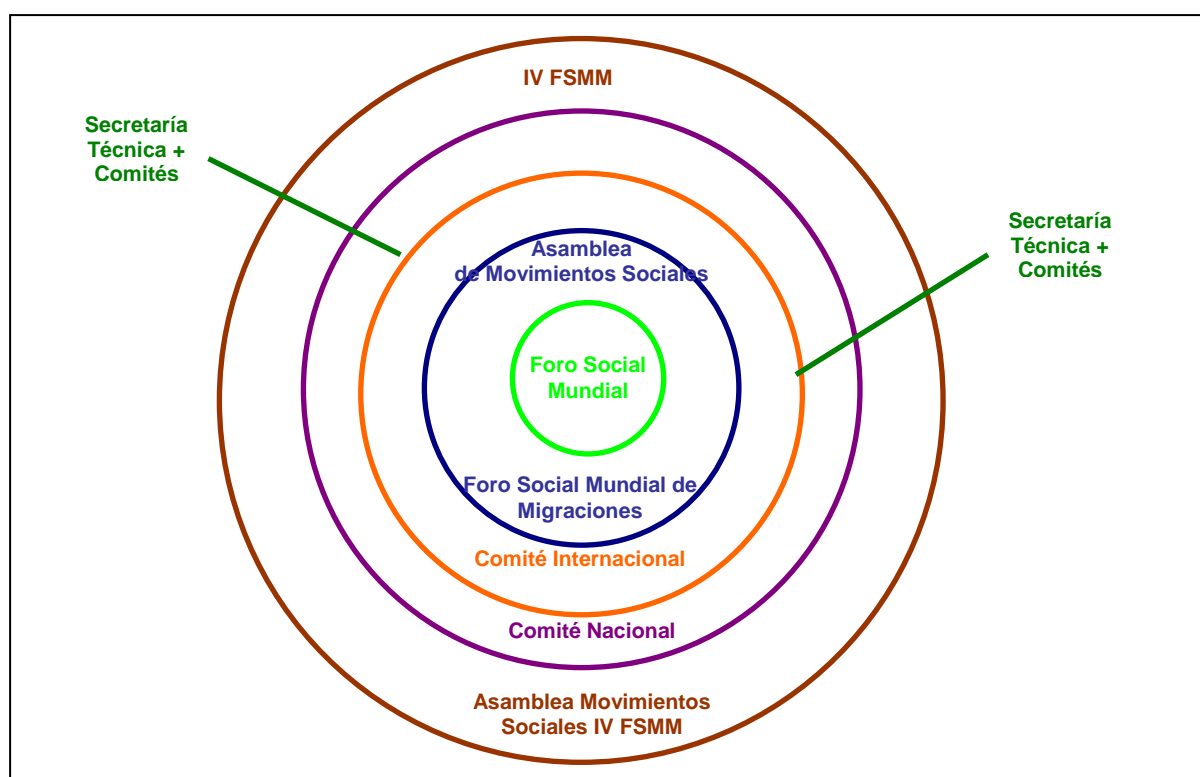 IV FSMM
Secretaría
Técnica +
Comités
Secretaría
Técnica +
Comités
Asamblea
de Movimientos Sociales
Foro Social
Mundial
Foro Social Mundial de
Migraciones
Comité Internacional
Comité Nacional
Asamblea Movimientos
Sociales IV FSMM